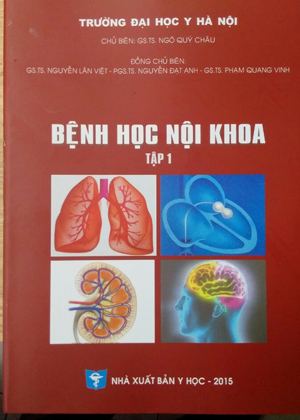 TRƯỜNG ĐẠI HỌC Y HÀ NỘI
CHỦ BIÊN: GS.TS. NGÔ QUÝ CHÂU
ĐỒNG CHỦ BIÊN:
GS.TS. NGUYỄN LÂN VIỆT - PGS.TS. NGUYỄN ĐẠT ANH - GS.TS. PHẠM QUANG VINH
BỆNH HỌC NỘI KHOA
TẬP 1
NHÀ XUẤT BẢN Y HỌC - 2015